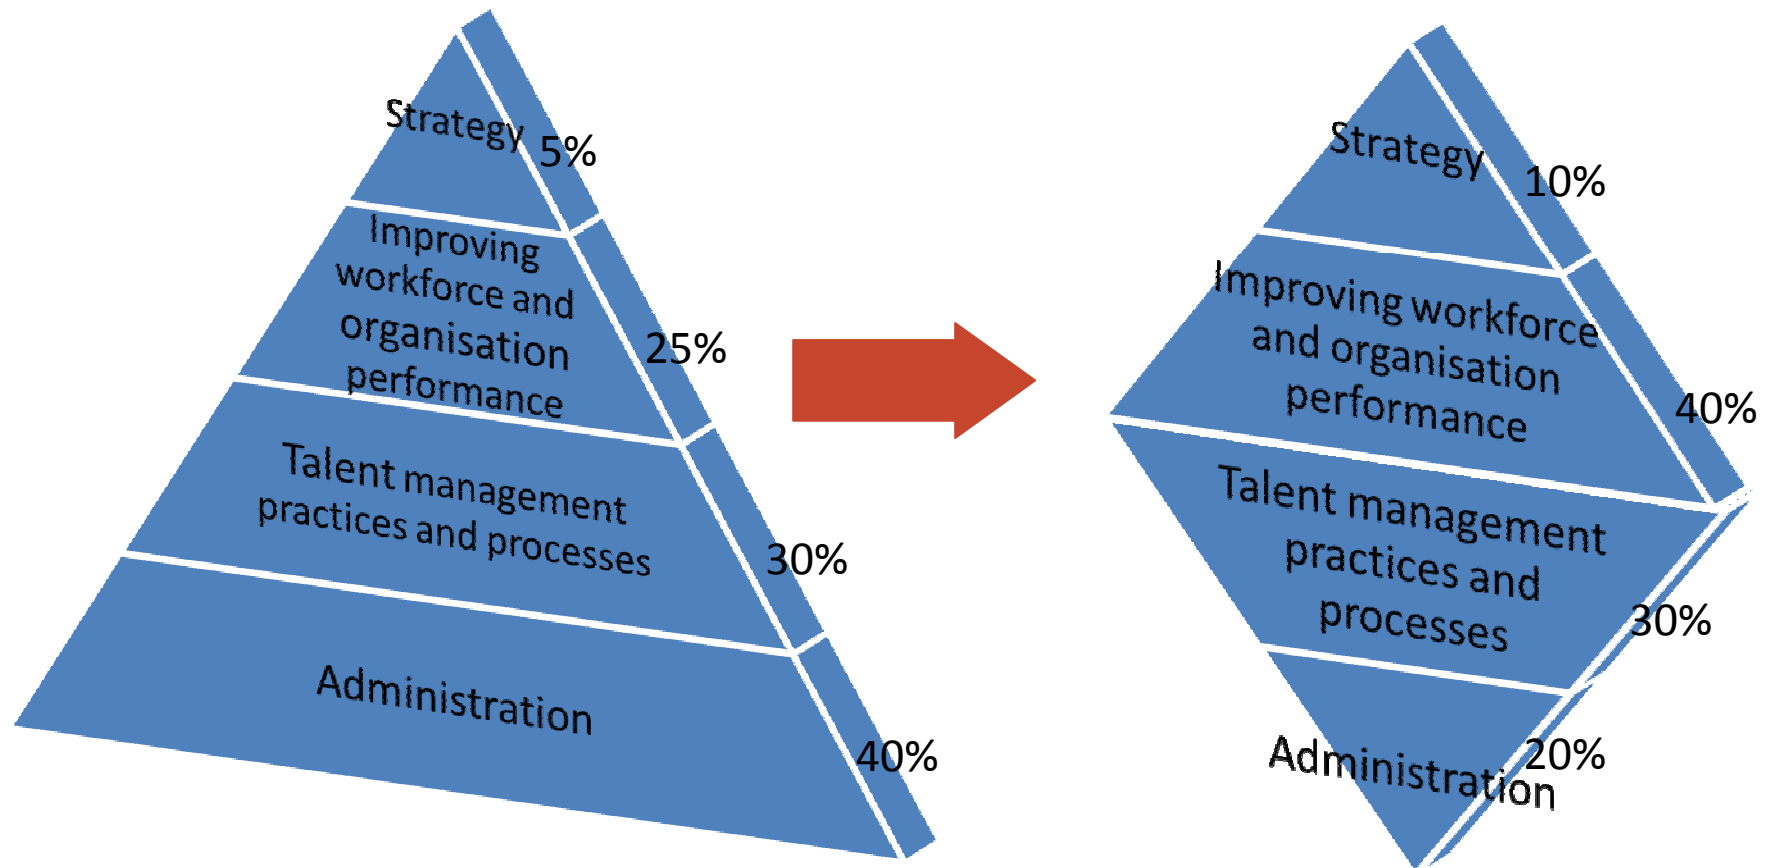 Strategy
5%
Improving
workforce and
organisation
performance
25%
Talent management
practices and processes
30%
Administration
40%
Strategy
10%
Improving workforce
and organisation
performance
40%
Talent management
practices and
processes
30%
Administration
20%